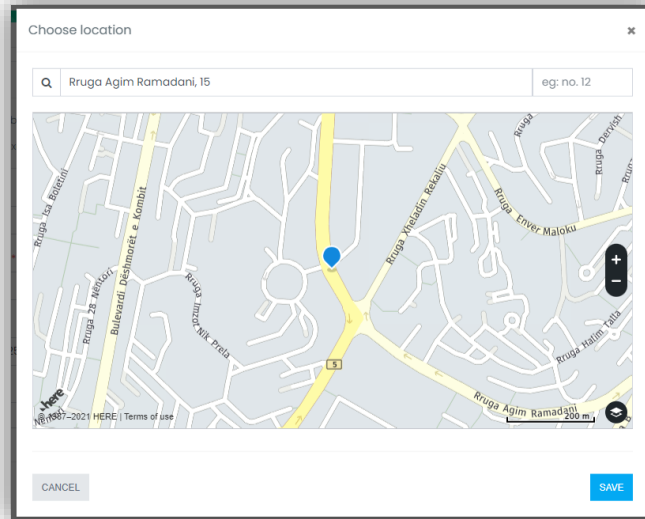 Choose location
Rruga Agim Ramadani, 15
eg: no. 12
Rruga Isa Boletini
Rruga 28 Nëntori
Bulevardi Dëshmorët e Kombit
Rruga Imzot Nik Prela
Rruga Xheladin Rekaliu
Rruga Enver Maloku
Rruga Dervish
Rruga
Rruga Halim Talla
Rruga Agim Ramadani
5
here
Nëntori
2021 HERE | Terms of use
200 m
CANCEL
SAVE